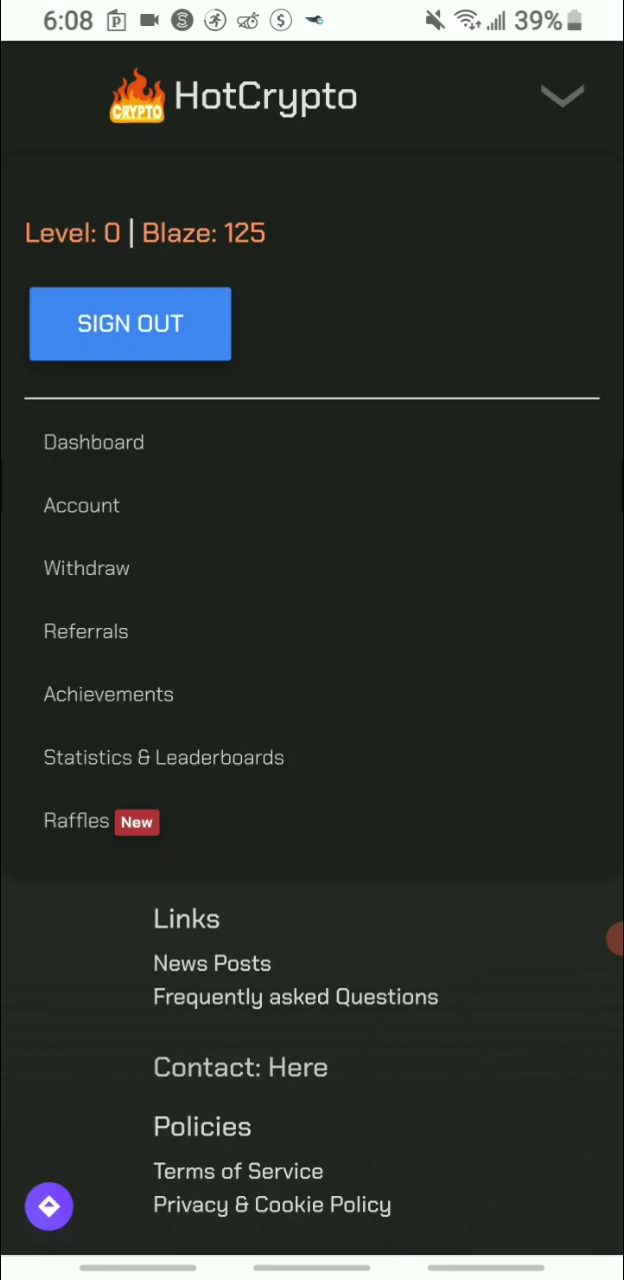 6:08
39%
CRYPTO HotCrypto
Level: 0 | Blaze: 125
SIGN OUT
Dashboard
Account
Withdraw
Referrals
Achievements
Statistics & Leaderboards
Raffles New
Links
News Posts
Frequently asked Questions
Contact: Here
Policies
Terms of Service
Privacy & Cookie Policy